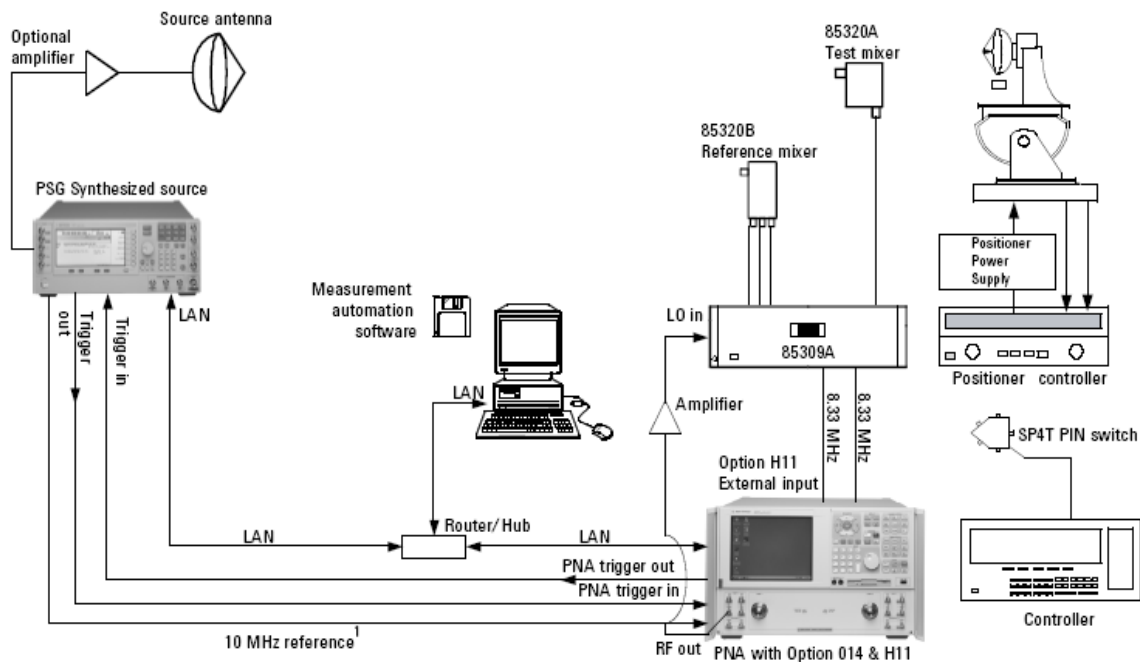 Optional
amplifier
Source antenna
85320A
Test mixer
85320B
Reference mixer
PSG Synthesized source
Positioner
Power
Supply
Measurement
automation
software
LAN
LO in
85309A
Positioner controller
Trigger
out
Trigger in
LAN
Amplifier
8.33 MHz
8.33 MHz
SP4T PIN switch
Option H11
External input
Router/Hub
LAN
LAN
PNA trigger out
PNA trigger in
10 MHz reference¹
RF out
PNA with Option 014 & H11
Controller